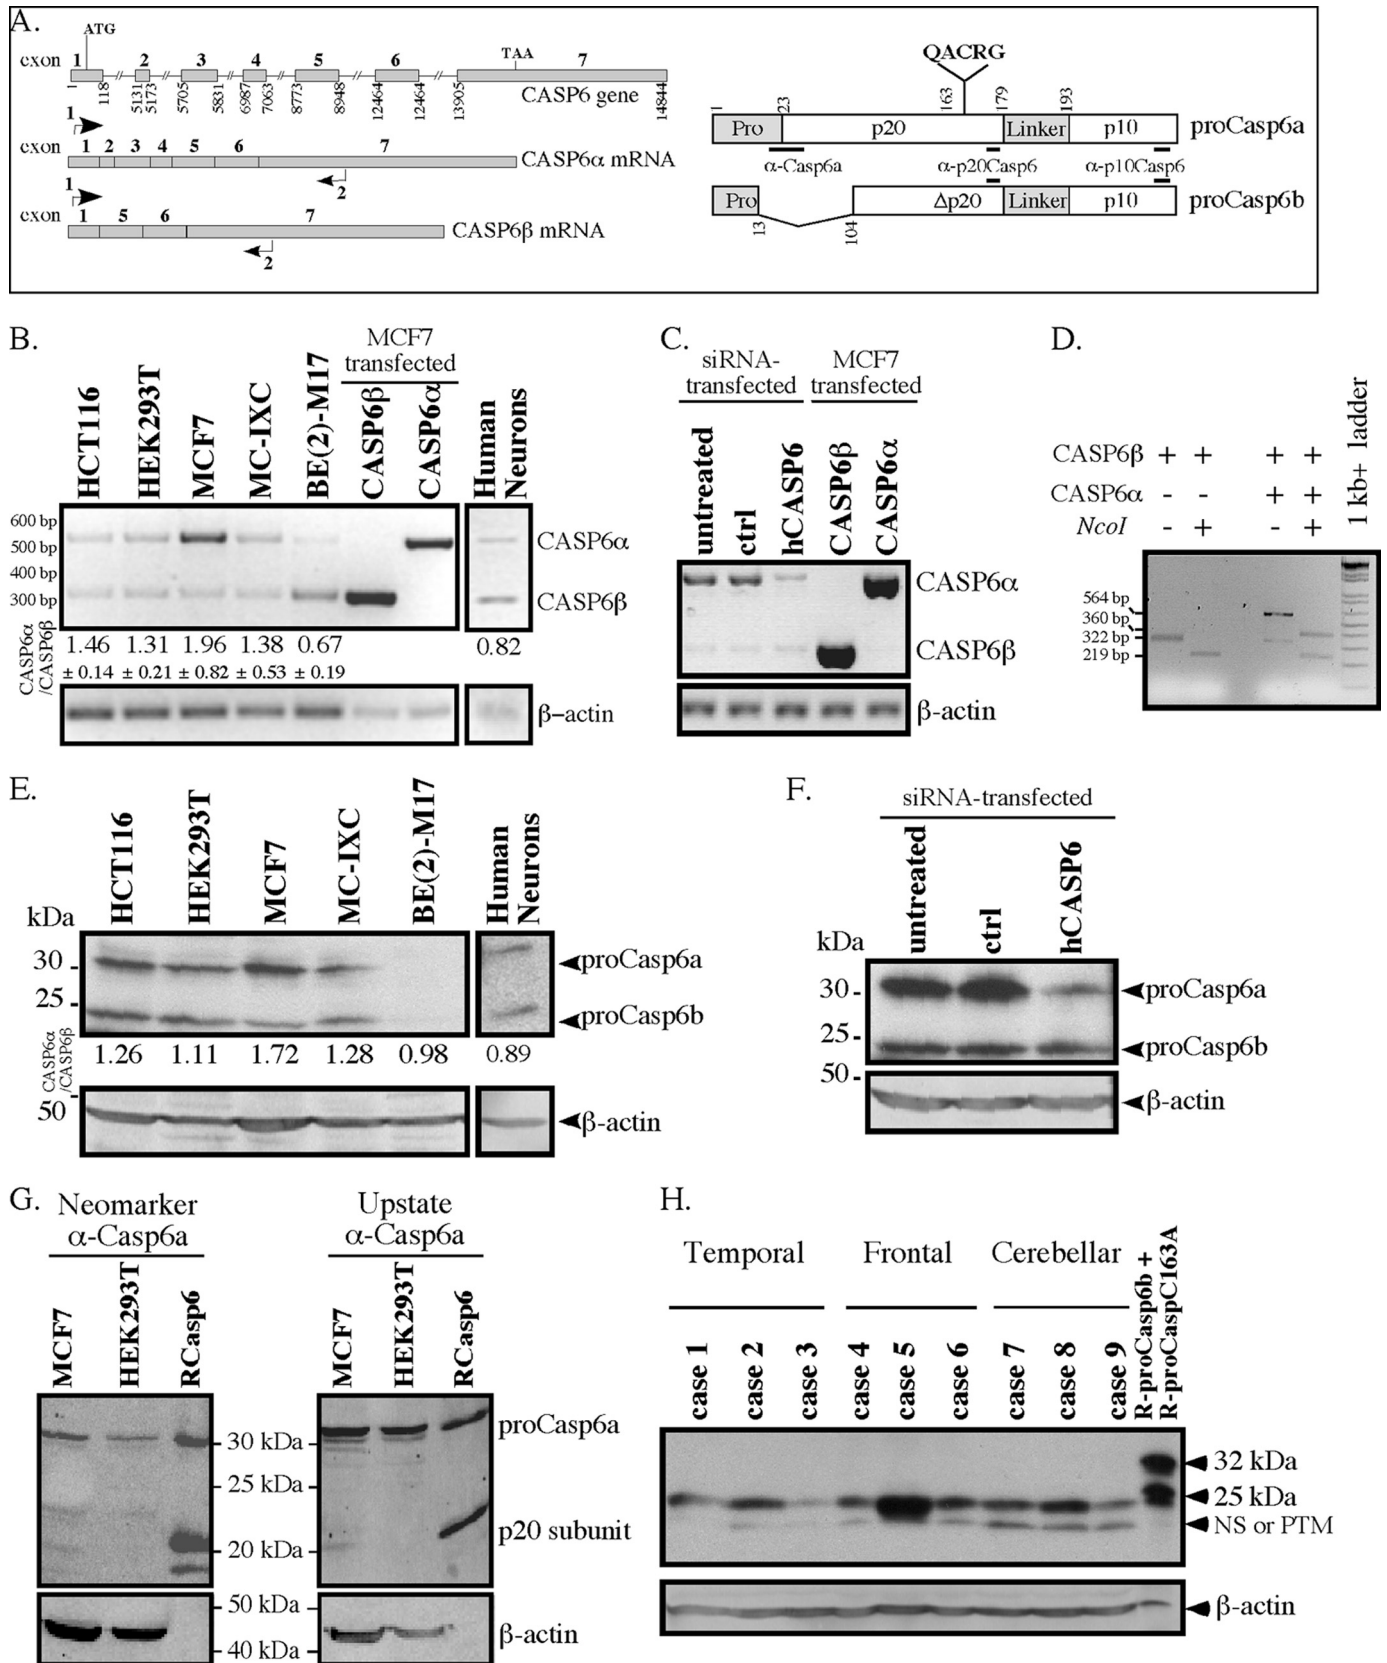 A.
ATG
exon 1 2 3 4 5 6 TAA 7
1 118 5131 5173 5705 5831 6987 7063 8773 8948 12464 12464 13905 14844
CASP6 gene
1
exon 1 2 3 4 5 6 7
CASP6α mRNA
2
1
exon 1 5 6 7
CASP6β mRNA
2
QACRG
1 23 163 179 193
Pro p20 Linker p10 proCasp6a
α-Casp6a α-p20Casp6 α-p10Casp6
Pro Δp20 Linker p10 proCasp6b
13 104
B.
MCF7
transfected
HCT116 HEK293T MCF7 MC-IXC BE(2)-M17 CASP6β CASP6α Human Neurons
600 bp
500 bp
400 bp
300 bp
CASP6α
CASP6β
CASP6α
/CASP6β
1.46 1.31 1.96 1.38 0.67 0.82
± 0.14 ± 0.21 ± 0.82 ± 0.53 ± 0.19
β–actin
C.
siRNA-
transfected
MCF7
transfected
untreated ctrl hCASP6 CASP6β CASP6α
CASP6α
CASP6β
β-actin
D.
1 kb+ ladder
CASP6β + + + +
CASP6α - - + +
NcoI - + - +
564 bp
360 bp
322 bp
219 bp
E.
HCT116 HEK293T MCF7 MC-IXC BE(2)-M17 Human Neurons
kDa
30
25
proCasp6a
proCasp6b
CASP6α
/CASP6β
1.26 1.11 1.72 1.28 0.98 0.89
50
β-actin
F.
siRNA-transfected
untreated ctrl hCASP6
kDa
30
25
50
proCasp6a
proCasp6b
β-actin
G.
Neomarker
α-Casp6a
Upstate
α-Casp6a
MCF7 HEK293T RCasp6 MCF7 HEK293T RCasp6
30 kDa
25 kDa
20 kDa
50 kDa
40 kDa
proCasp6a
p20 subunit
β-actin
H.
Temporal Frontal Cerebellar
case 1 case 2 case 3 case 4 case 5 case 6 case 7 case 8 case 9 R-proCasp6b + R-proCaspC163A
32 kDa
25 kDa
NS or PTM
β-actin